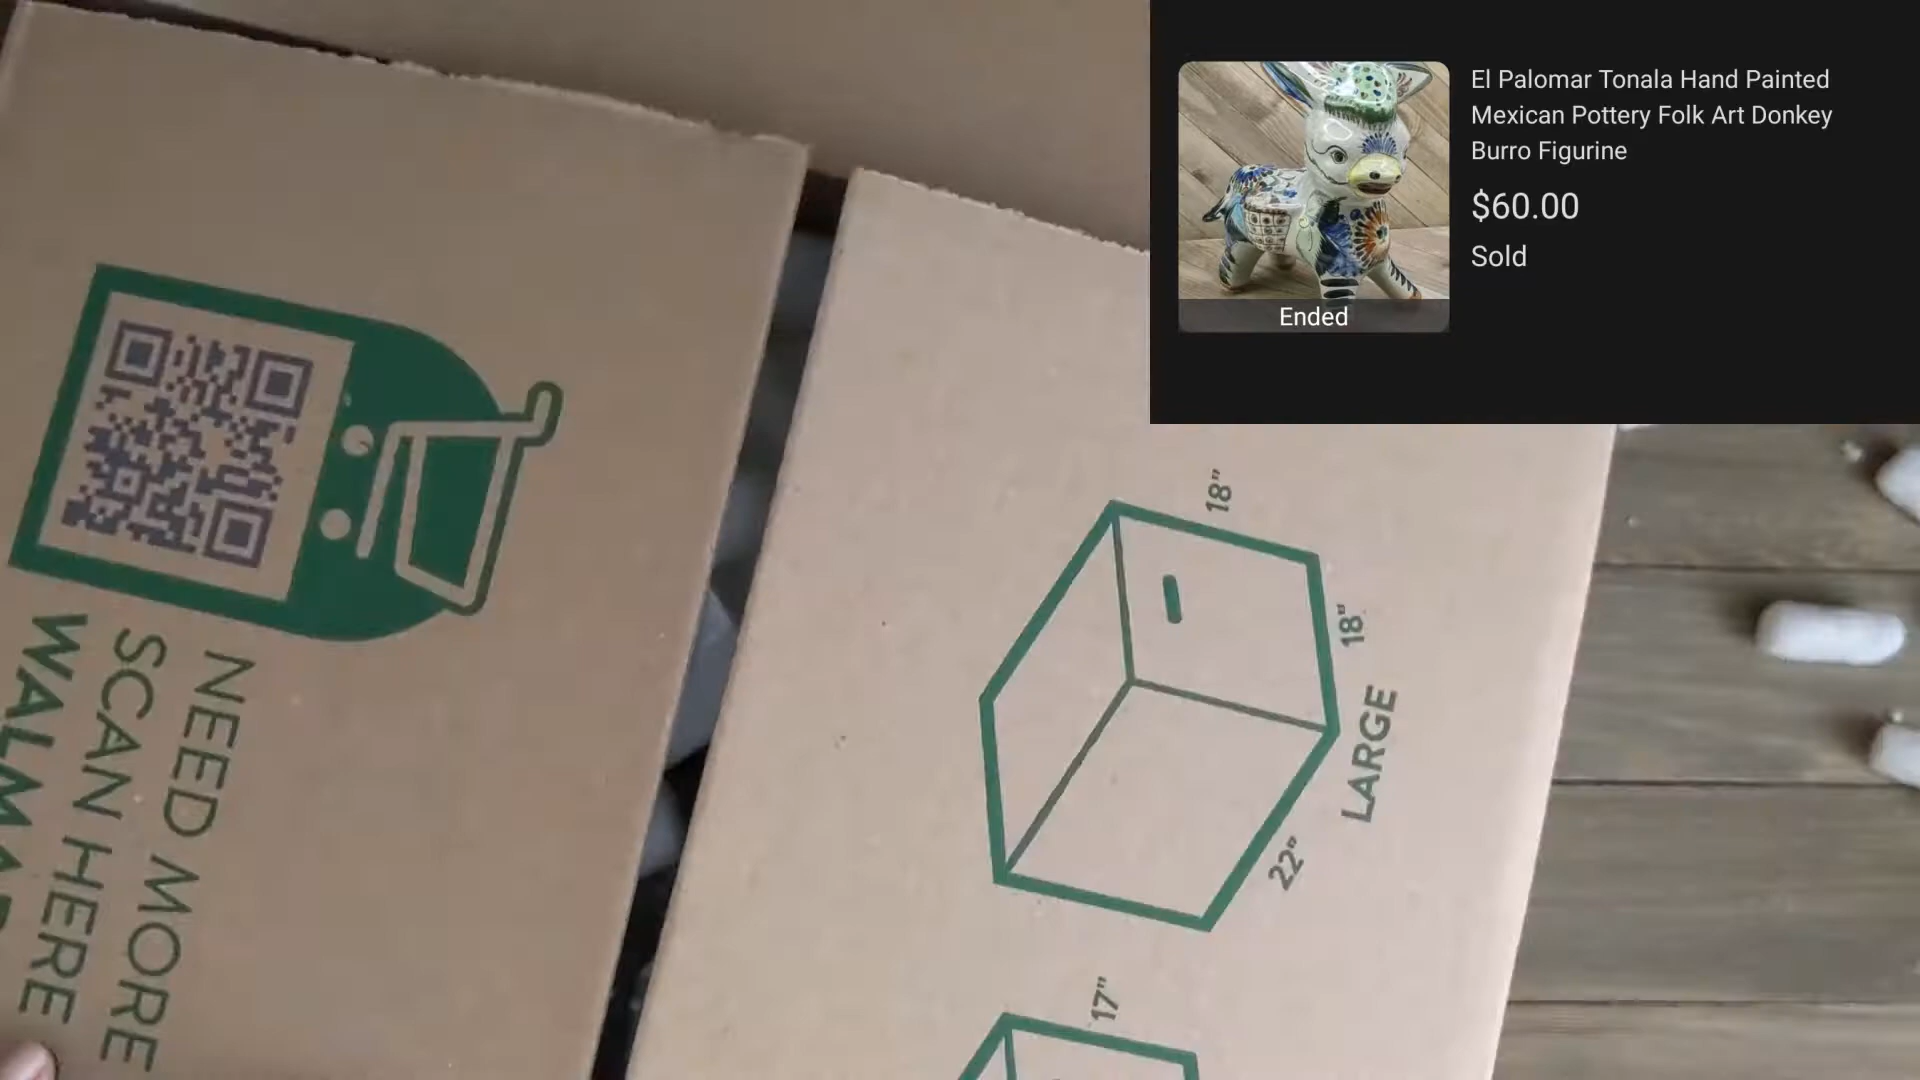 El Palomar Tonala Hand Painted
Mexican Pottery Folk Art Donkey
Burro Figurine
$60.00
Sold
Ended
NEED MORE
SCAN HERE
18"
18"
LARGE
22"
17"